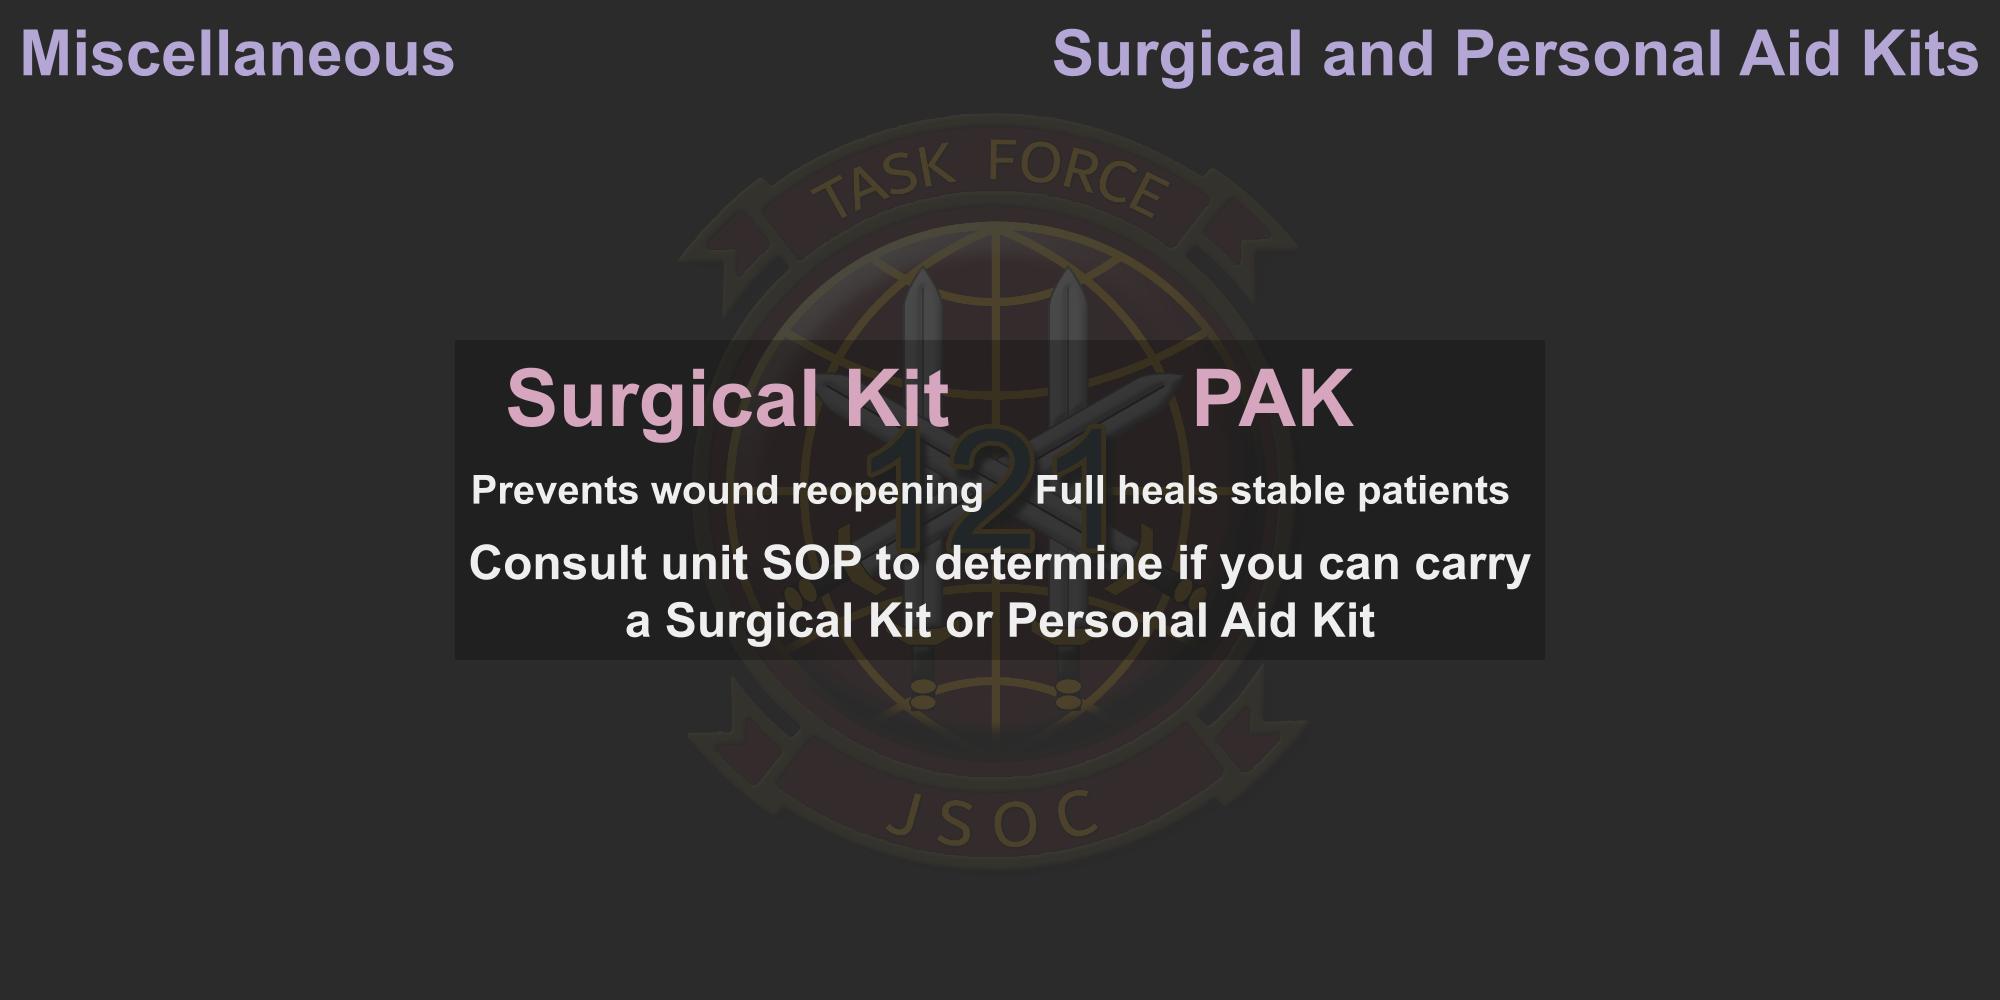 Miscellaneous
Surgical and Personal Aid Kits
TASK FORCE
Surgical Kit
PAK
121
Prevents wound reopening
Full heals stable patients
Consult unit SOP to determine if you can carry
a Surgical Kit or Personal Aid Kit
JSOC